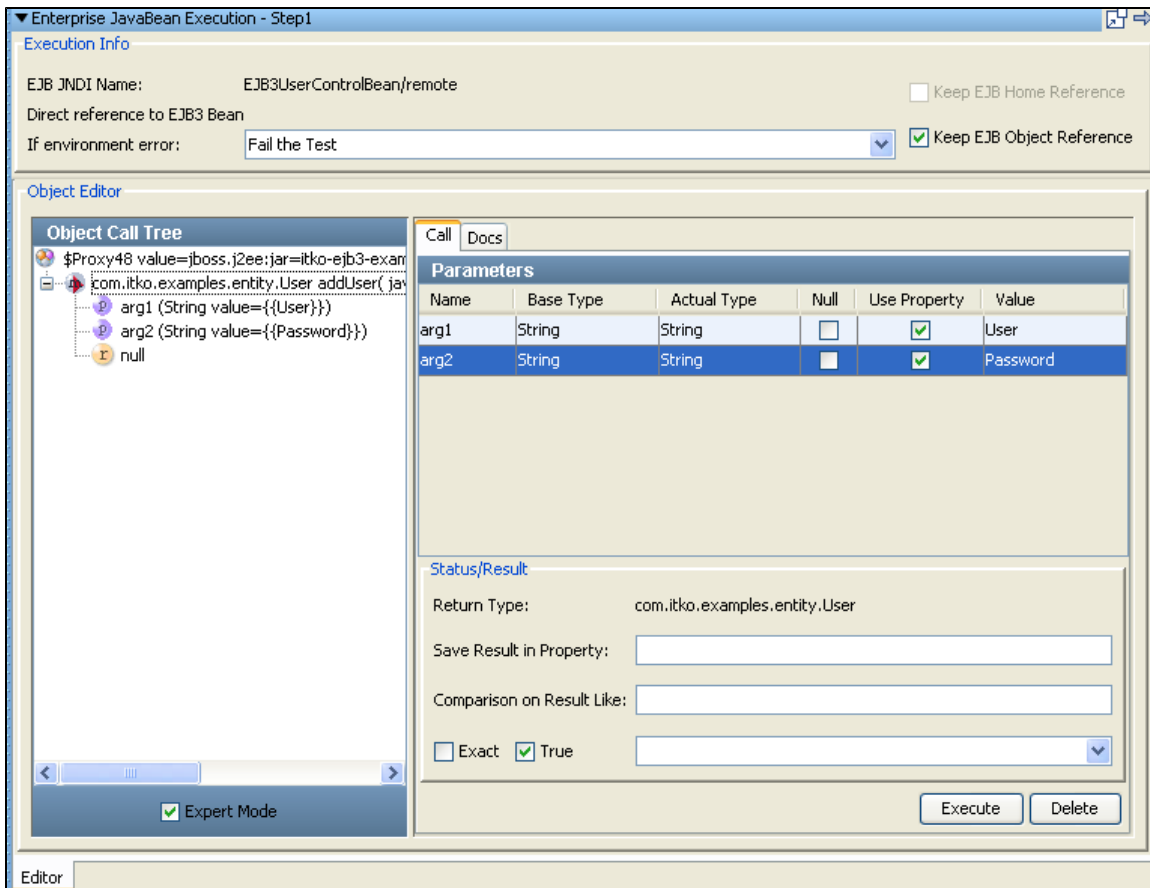 Enterprise JavaBean Execution - Step1
Execution Info
EJB JNDI Name: EJB3UserControlBean/remote
Keep EJB Home Reference
Direct reference to EJB3 Bean
If environment error: Fail the Test
Keep EJB Object Reference
Object Editor
Object Call Tree
$Proxy48 value=jboss.j2ee:jar=itko-ejb3-exam
com.itko.examples.entity.User addUser( jav
arg1 (String value={{User}})
arg2 (String value={{Password}})
r null
Call Docs
Parameters
Name Base Type Actual Type Null Use Property Value
arg1 String String User
arg2 String String Password
Status/Result
Return Type: com.itko.examples.entity.User
Save Result in Property:
Comparison on Result Like:
Exact True
Expert Mode
Execute Delete
Editor